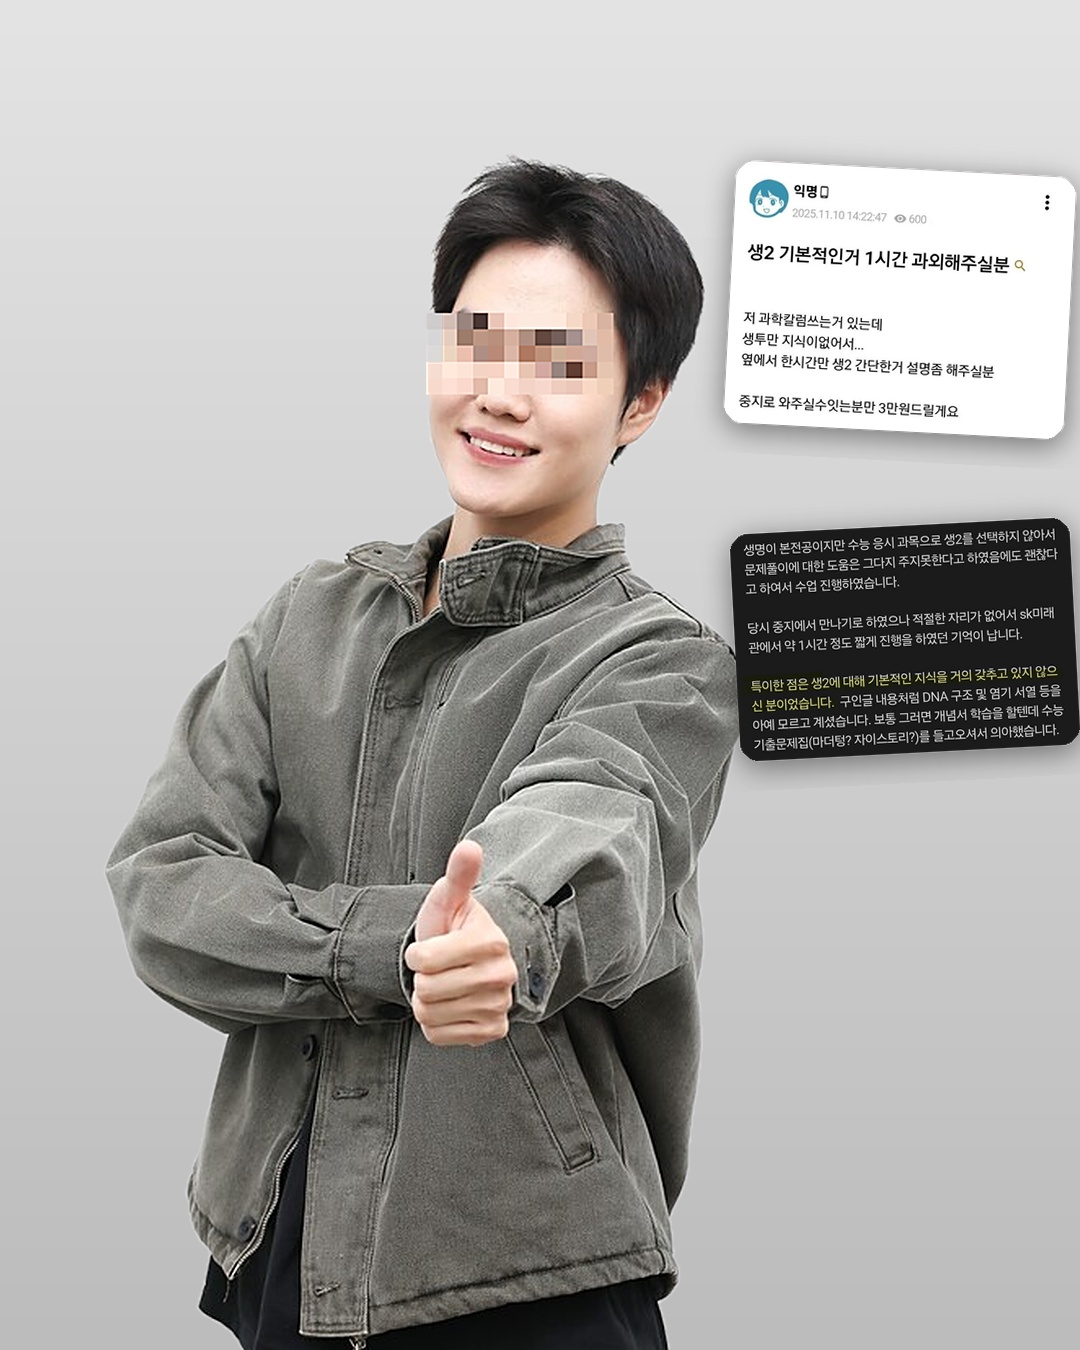 익명
2025.11.10 14:22:47 600
생2 기본적인거 1시간 과외해주실분
저 과학칼럼쓰는거 있는데
생투만 지식이없어서...
옆에서 한시간만 생2 간단한거 설명좀 해주실분
중지로 와주실수잇는분만 3만원드릴게요
생명이 본전공이지만 수능 응시 과목으로 생2를 선택하지 않아서
문제풀이에 대한 도움은 그다지 주지못한다고 하였음에도 괜찮다
고 하여서 수업 진행하였습니다.
당시 중지에서 만나기로 하였으나 적절한 자리가 없어서 sk미래
관에서 약 1시간 정도 짧게 진행을 하였던 기억이 납니다.
특이한 점은 생2에 대해 기본적인 지식을 거의 갖추고 있지 않으
신 분이었습니다. 구인글 내용처럼 DNA 구조 및 염기 서열 등을
아예 모르고 계셨습니다. 보통 그러면 개념서 학습을 할텐데 수능
기출문제집(마더텅? 자이스토리?)를 들고오셔서 의아했습니다.